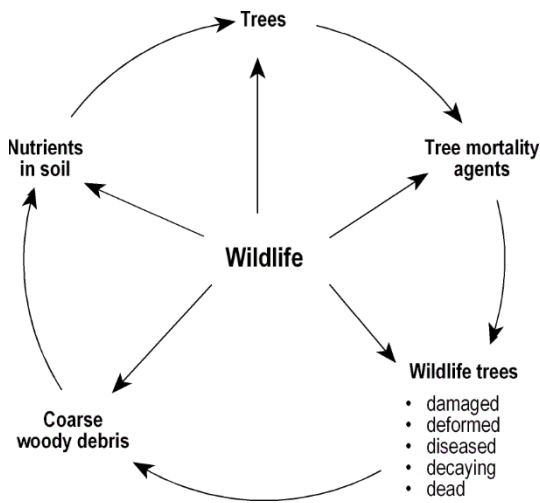 Trees
Nutrients
in soil
Tree mortality
agents
Wildlife
Wildlife trees
• damaged
• deformed
• diseased
• decaying
• dead
Coarse
woody debris